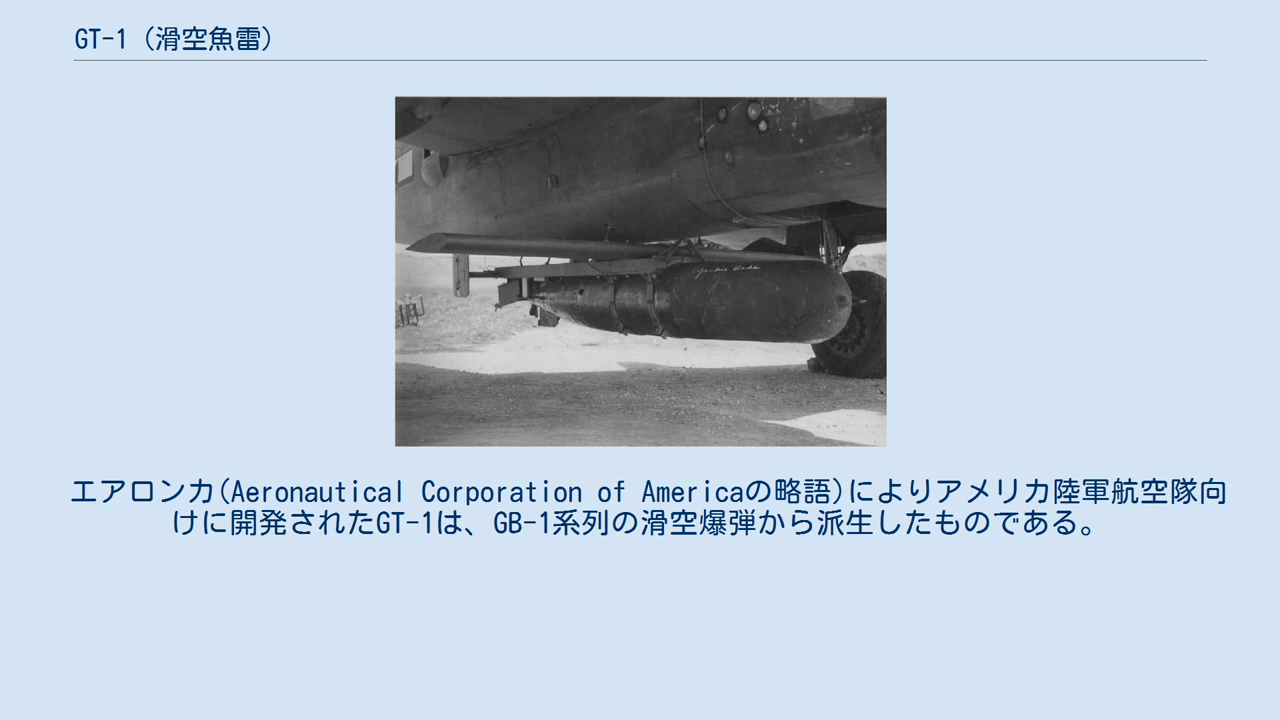 GT-1（滑空魚雷）
エアロンカ(Aeronautical Corporation of Americaの略語)によりアメリカ陸軍航空隊向
けに開発されたGT-1は、GB-1系列の滑空爆弾から派生したものである。